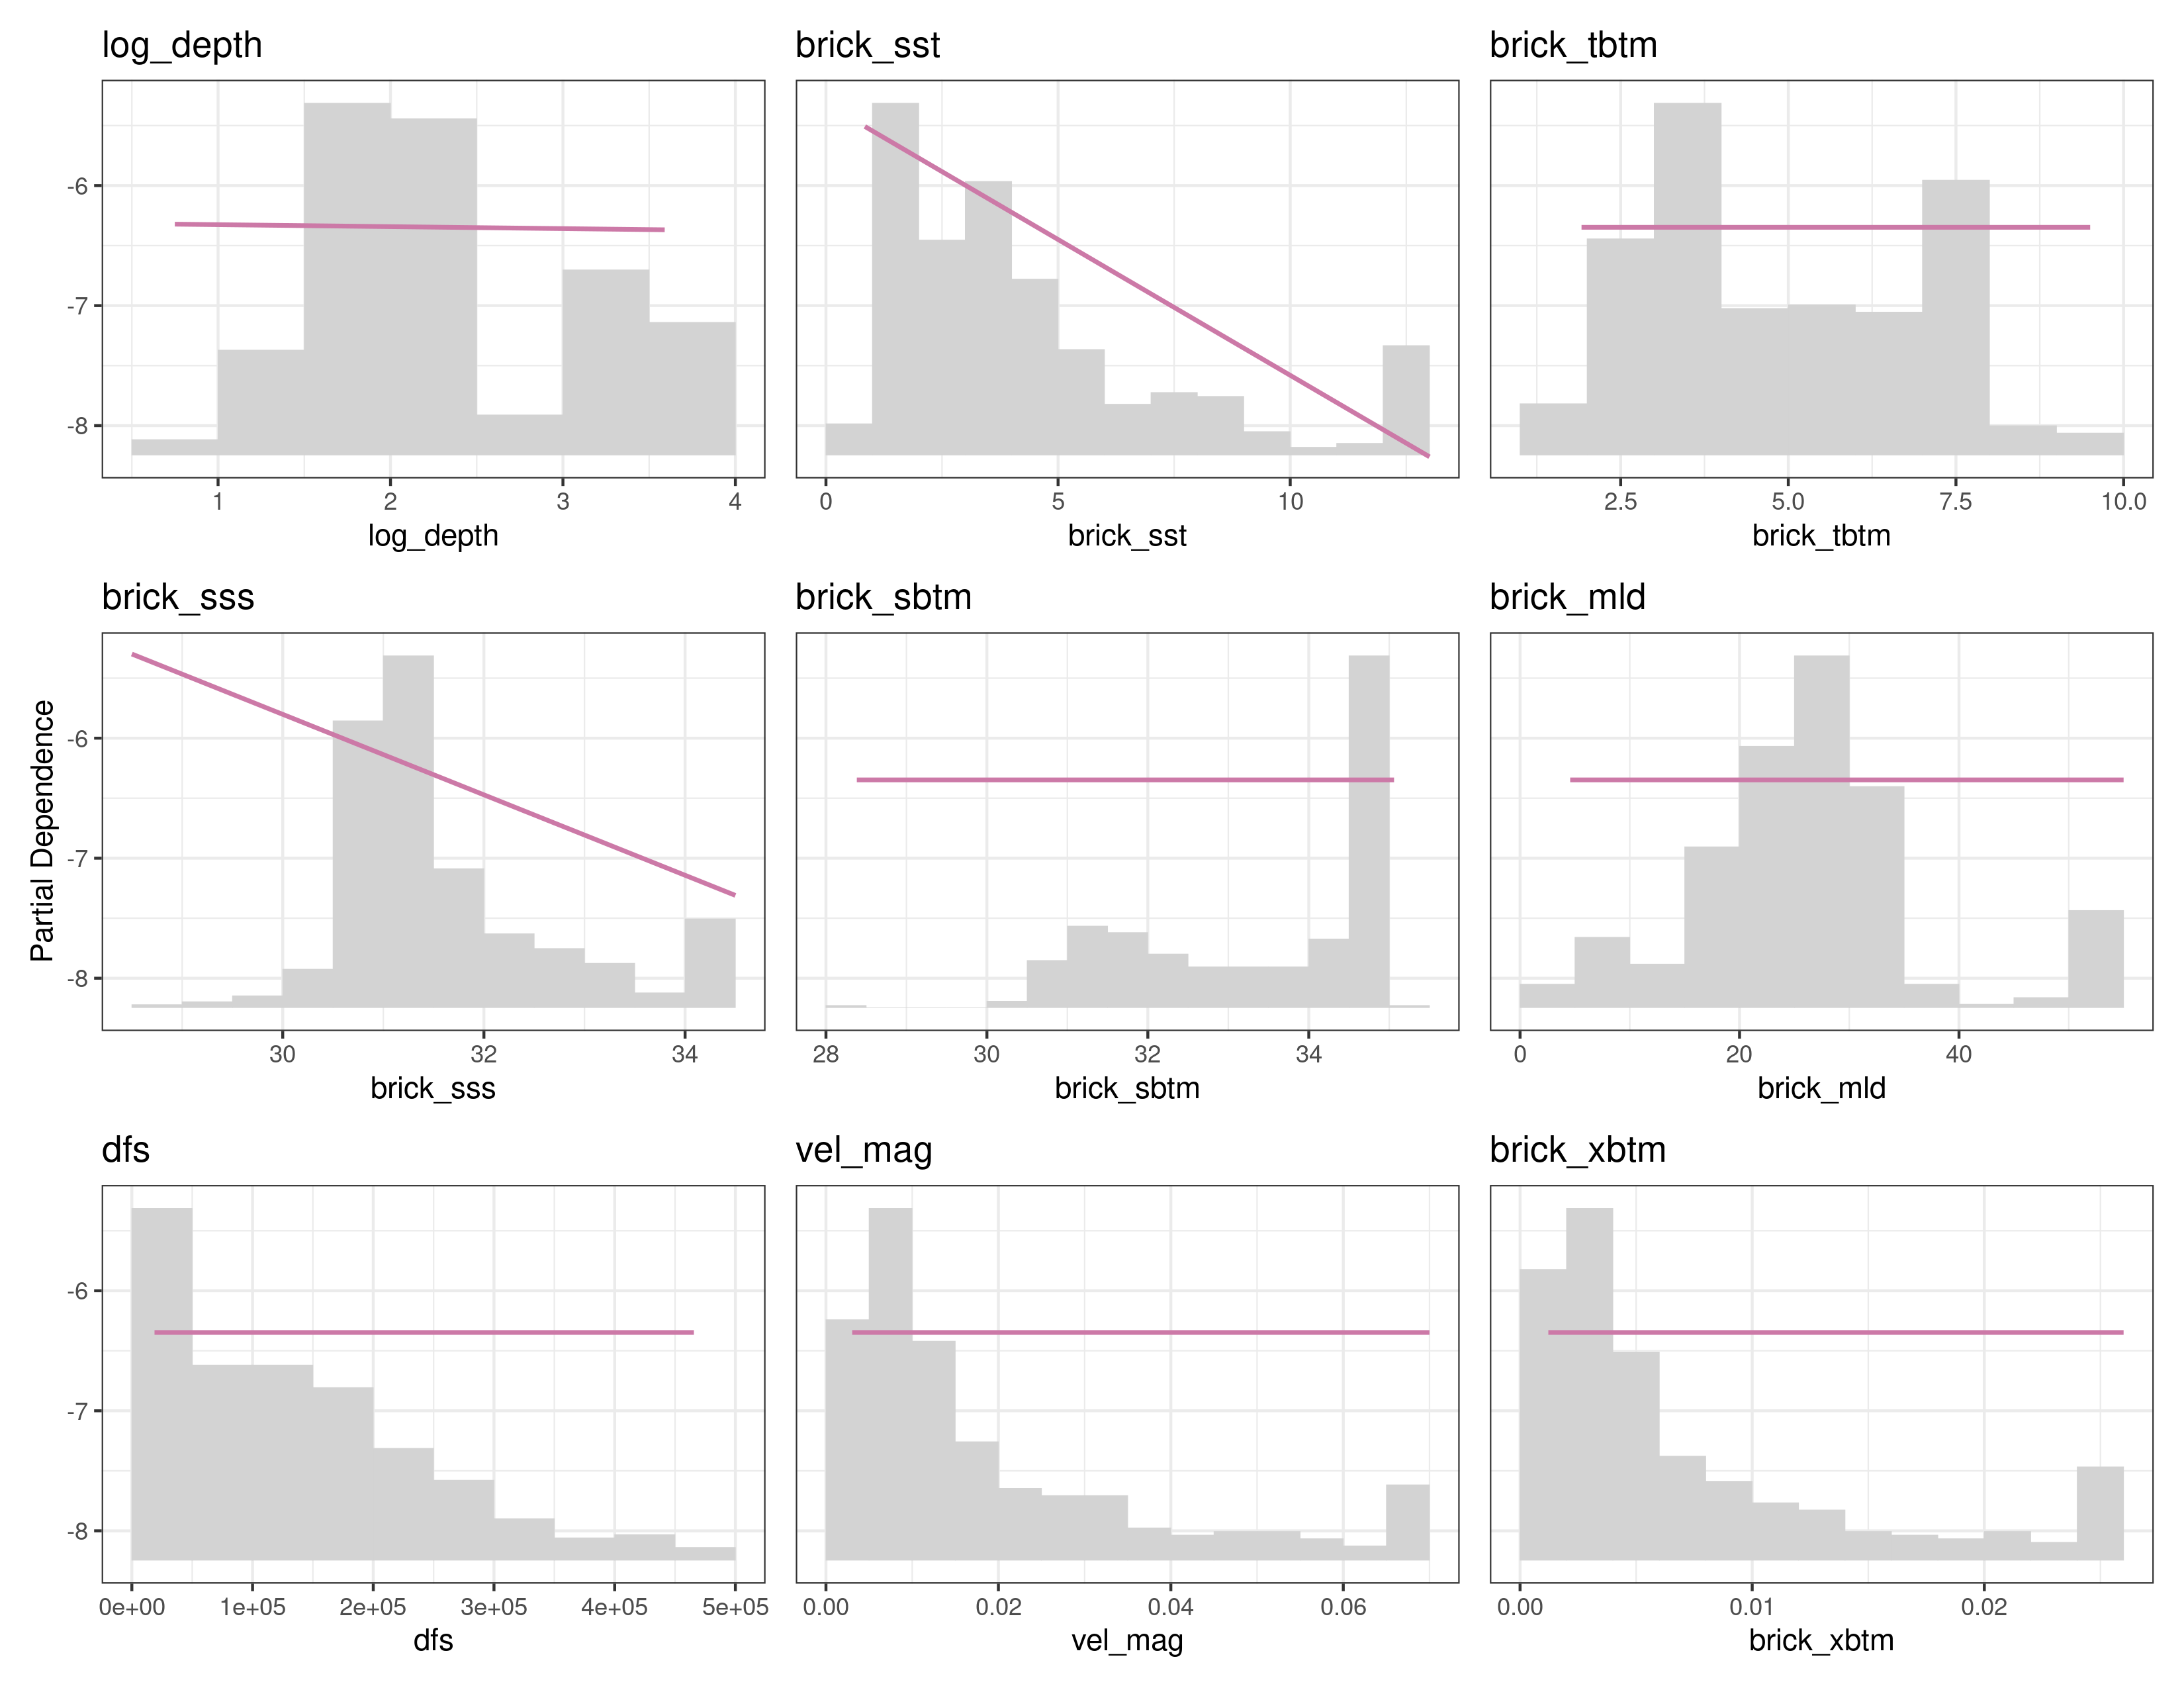 log_depth
brick_sst
brick_tbtm
-6
-7
-8
1 2 3 4
0 5 10
2.5 5.0 7.5 10.0
log_depth
brick_sst
brick_tbtm
brick_sss
brick_sbtm
brick_mld
Partial Dependence
-6
-7
-8
30 32 34
28 30 32 34
0 20 40
brick_sss
brick_sbtm
brick_mld
dfs
vel_mag
brick_xbtm
-6
-7
-8
0e+00 1e+05 2e+05 3e+05 4e+05 5e+05
0.00 0.02 0.04 0.06
0.00 0.01 0.02
dfs
vel_mag
brick_xbtm